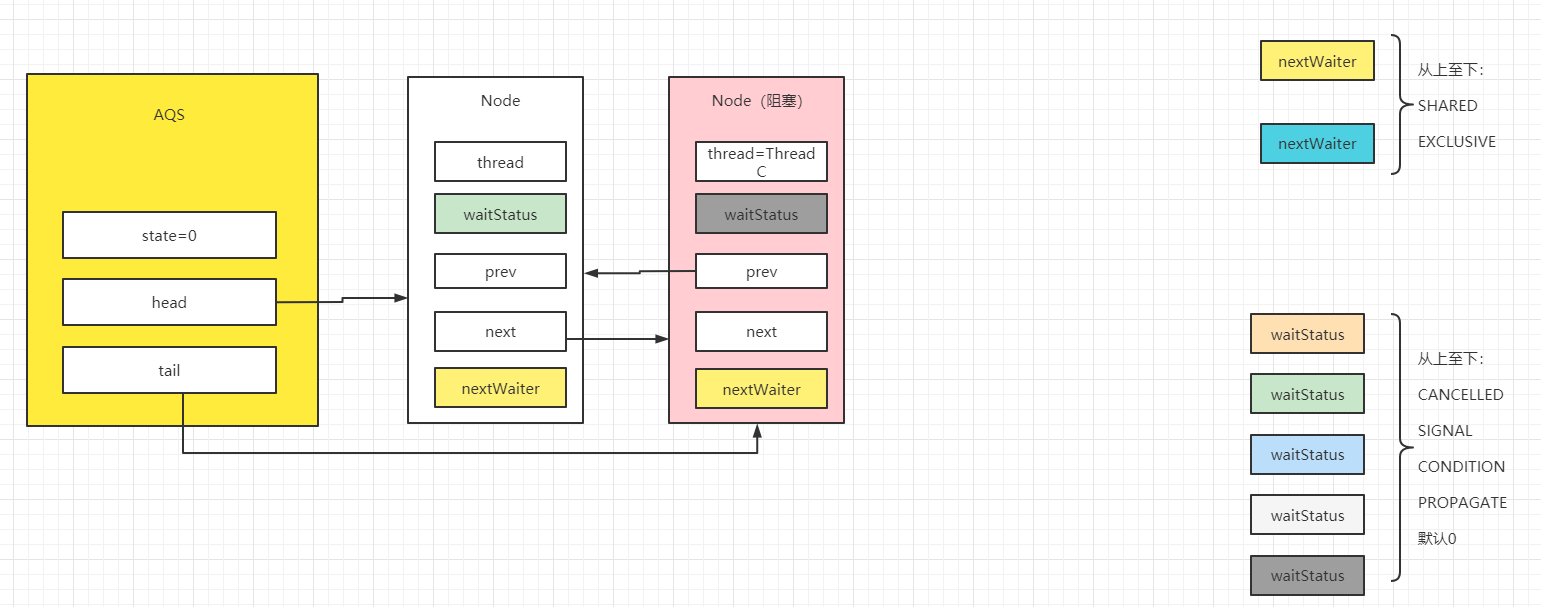 AQS
state=0
head
tail
Node
thread
waitStatus
prev
next
nextWaiter
Node（阻塞）
thread=Thread
C
waitStatus
prev
next
nextWaiter
nextWaiter
nextWaiter
从上至下:
SHARED
EXCLUSIVE
waitStatus
waitStatus
waitStatus
waitStatus
waitStatus
从上至下:
CANCELLED
SIGNAL
CONDITION
PROPAGATE
默认0